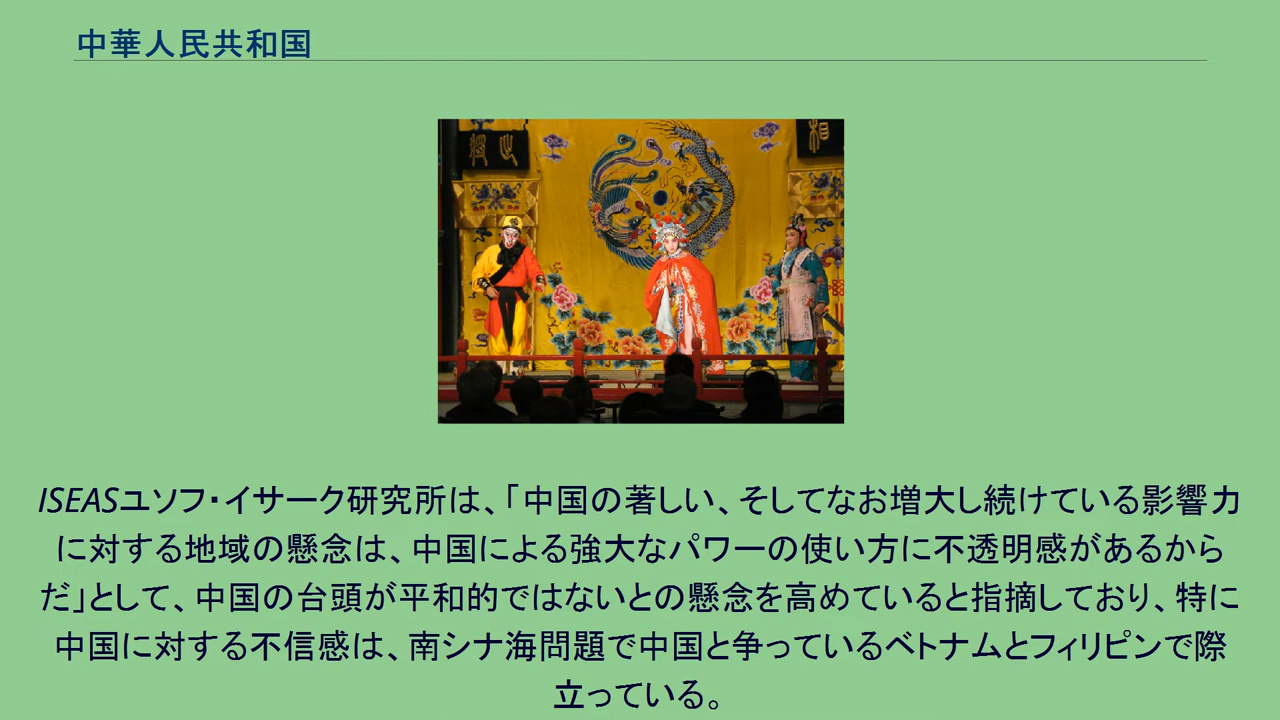 中華人民共和国
相
ISEASユソフ・イサーク研究所は、「中国の著しい、そしてなお増大し続けている影響力
に対する地域の懸念は、中国による強大なパワーの使い方に不透明感があるから
だ」として、中国の台頭が平和的ではないとの懸念を高めていると指摘しており、特に
中国に対する不信感は、南シナ海問題で中国と争っているベトナムとフィリピンで際
立っている。